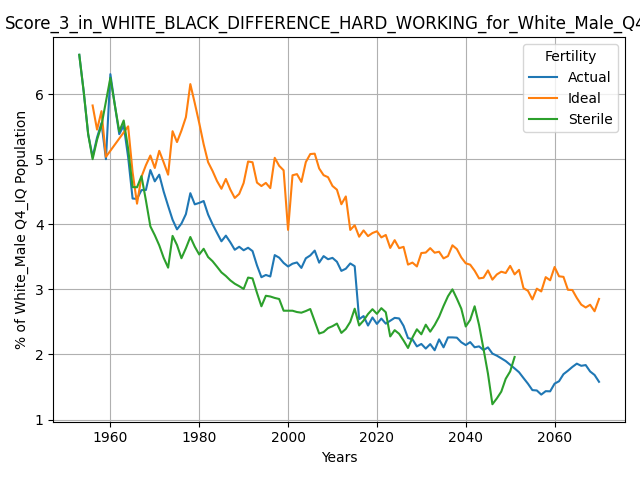 Score_3_in_WHITE_BLACK_DIFFERENCE_HARD_WORKING_for_White_Male_Q4
Fertility
Actual
Ideal
Sterile
% of White_Male Q4_IQ Population
6
5
4
3
2
1
1960 1980 2000 2020 2040 2060
Years